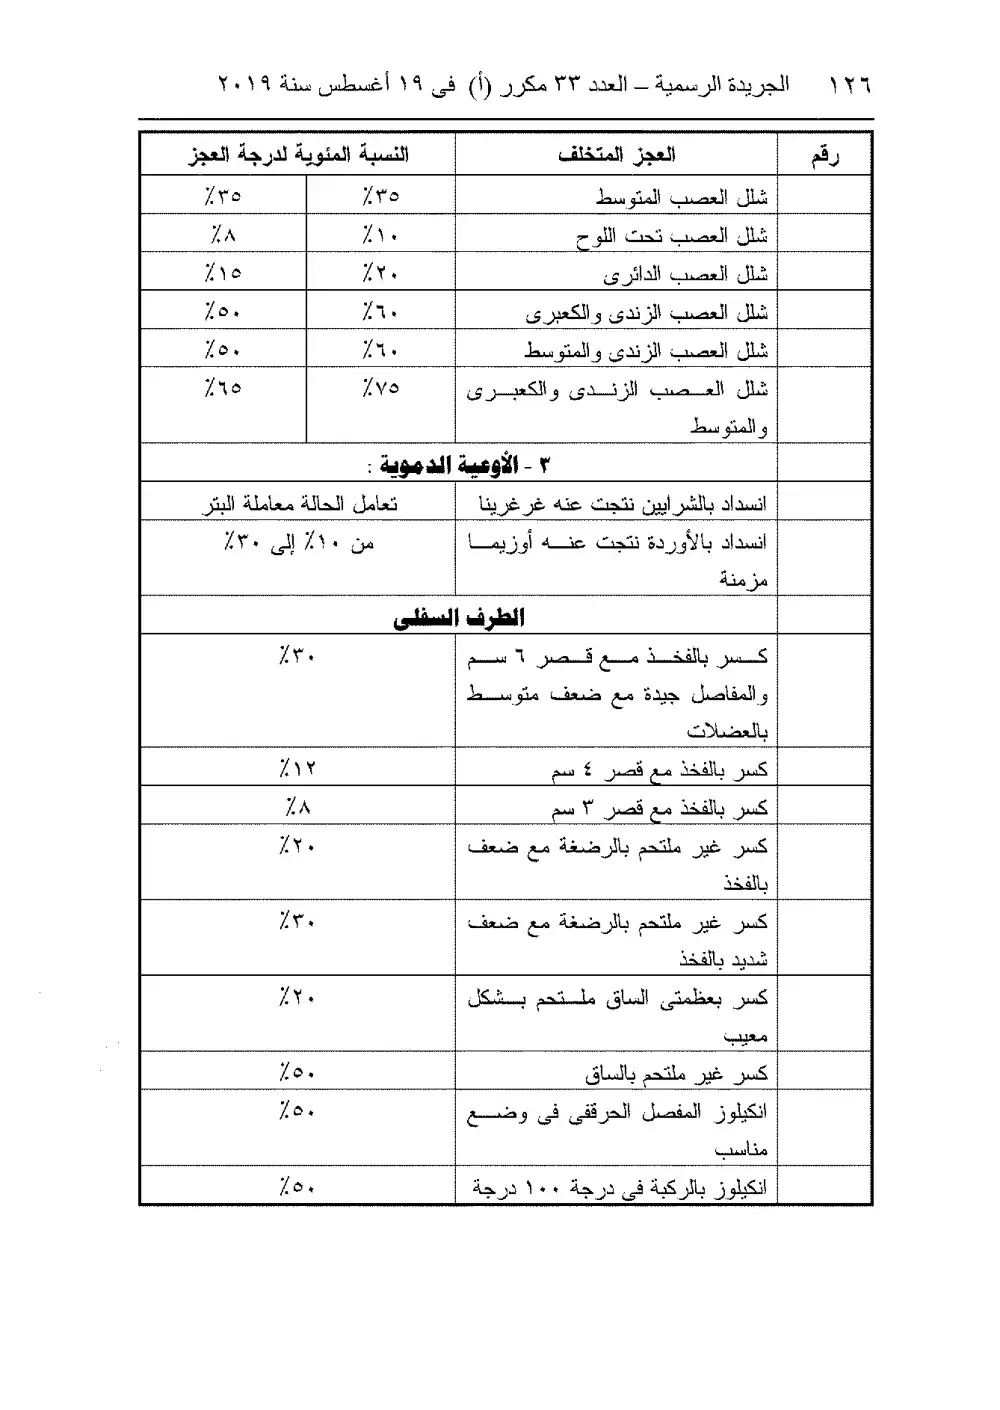 ١٢٦ الجريدة الرسمية – العدد ٣٣ مكرر (أ) فى ١٩ أغسطس سنة ٢٠١٩
رقم العجز المتخلف النسبة المئوية لدرجة العجز
شلل العصب المتوسط ٣٥٪ ٣٥٪
شلل العصب تحت اللوح ١٠٪ ٨٪
شلل العصب الدائرى ٢٠٪ ١٥٪
شلل العصب الزندى والكعبرى ٦٠٪ ٥٠٪
شلل العصب الزندى والمتوسط ٦٠٪ ٥٠٪
شلل العصب الزندى والكعبرى ٧٥٪ ٦٥٪
والمتوسط
٣ - الأوعية الدموية :
انسداد بالشرايين نتجت عنه غرغرينا تعامل الحالة معاملة البتر
انسداد بالأوردة نتجت عنه أوزيما من ١٠٪ إلى ٣٠٪
مزمنة
الطرف السفلى
كسر بالفخذ مع قصر ٦ سم ٣٠٪
والمفاصل جيدة مع ضعف متوسط
بالعضلات
كسر بالفخذ مع قصر ٤ سم ١٢٪
كسر بالفخذ مع قصر ٣ سم ٨٪
كسر غير ملتحم بالرضغة مع ضعف ٢٠٪
بالفخذ
كسر غير ملتحم بالرضغة مع ضعف ٣٠٪
شديد بالفخذ
كسر بعظمتى الساق ملتحم بشكل ٢٠٪
معيب
كسر غير ملتحم بالساق ٥٠٪
انكيلوز المفصل الحرقفى فى وضع ٥٠٪
مناسب
انكيلوز بالركبة فى درجة ١٠٠ درجة ٥٠٪